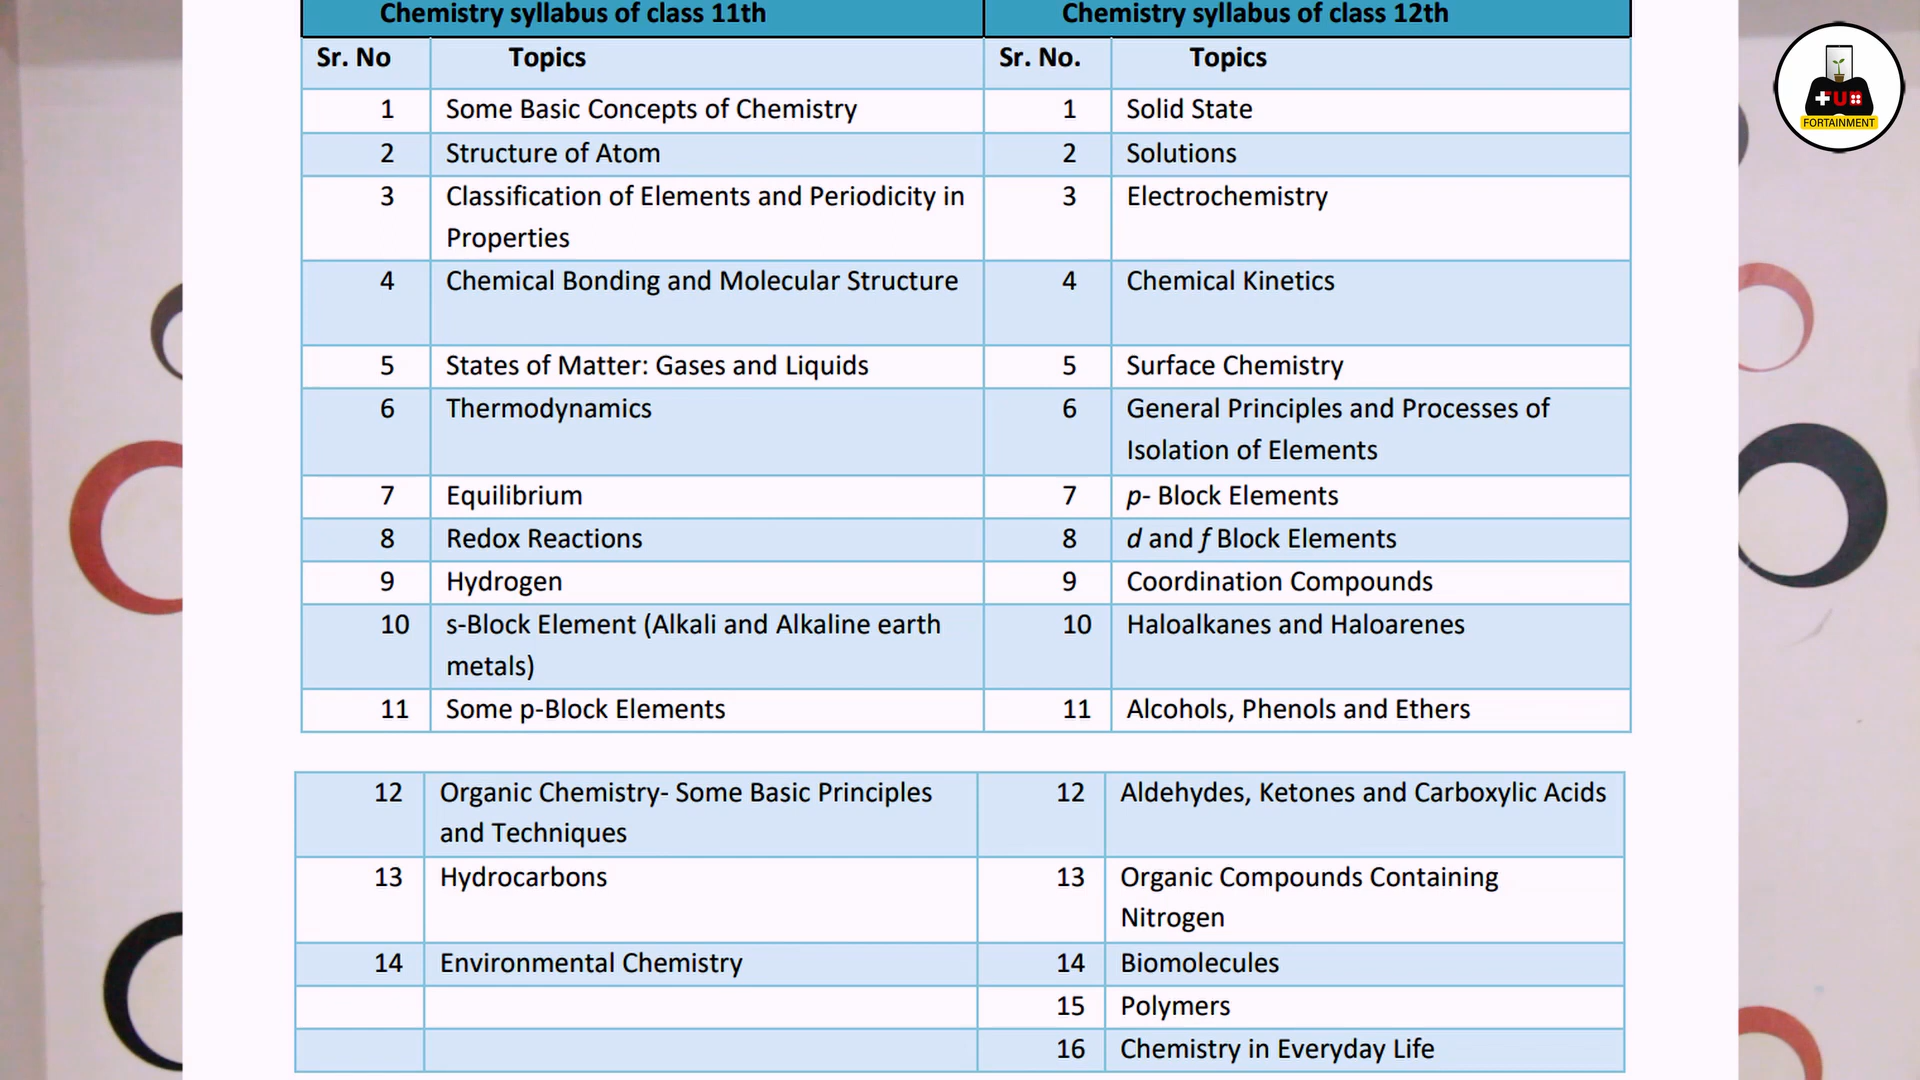 Chemistry syllabus of class 11th Chemistry syllabus of class 12th
Sr. No Topics Sr. No. Topics
1 Some Basic Concepts of Chemistry 1 Solid State
2 Structure of Atom 2 Solutions
3 Classification of Elements and Periodicity in 3 Electrochemistry
Properties
4 Chemical Bonding and Molecular Structure 4 Chemical Kinetics
5 States of Matter: Gases and Liquids 5 Surface Chemistry
6 Thermodynamics 6 General Principles and Processes of
Isolation of Elements
7 Equilibrium 7 p- Block Elements
8 Redox Reactions 8 d and f Block Elements
9 Hydrogen 9 Coordination Compounds
10 s-Block Element (Alkali and Alkaline earth 10 Haloalkanes and Haloarenes
metals)
11 Some p-Block Elements 11 Alcohols, Phenols and Ethers
12 Organic Chemistry- Some Basic Principles 12 Aldehydes, Ketones and Carboxylic Acids
and Techniques
13 Hydrocarbons 13 Organic Compounds Containing
Nitrogen
14 Environmental Chemistry 14 Biomolecules
15 Polymers
16 Chemistry in Everyday Life
FORTAINMENT